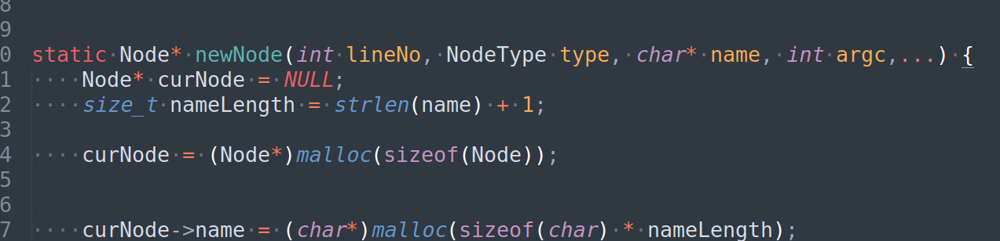 8
9
0 static Node* newNode(int lineNo, NodeType type, char* name, int argc,...) {
1     Node* curNode = NULL;
2     size_t nameLength = strlen(name) + 1;
3
4     curNode = (Node*)malloc(sizeof(Node));
5
6
7     curNode->name = (char*)malloc(sizeof(char) * nameLength);